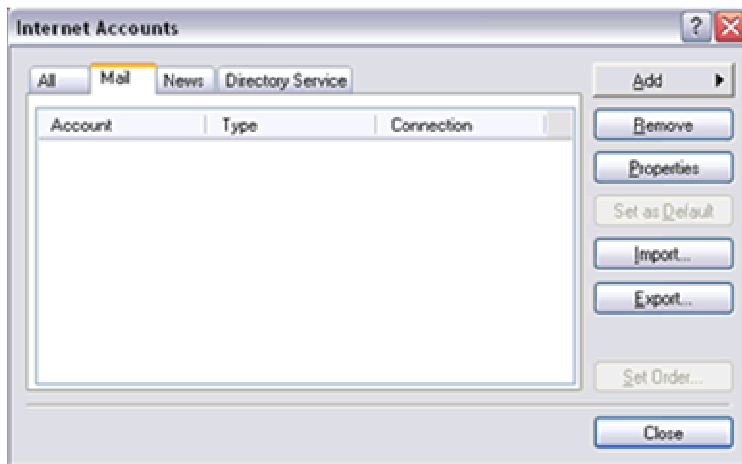 Internet Accounts
All Mail News Directory Service
Add
Account Type Connection
Remove
Properties
Set as Default
Import...
Export...
Set Order...
Close